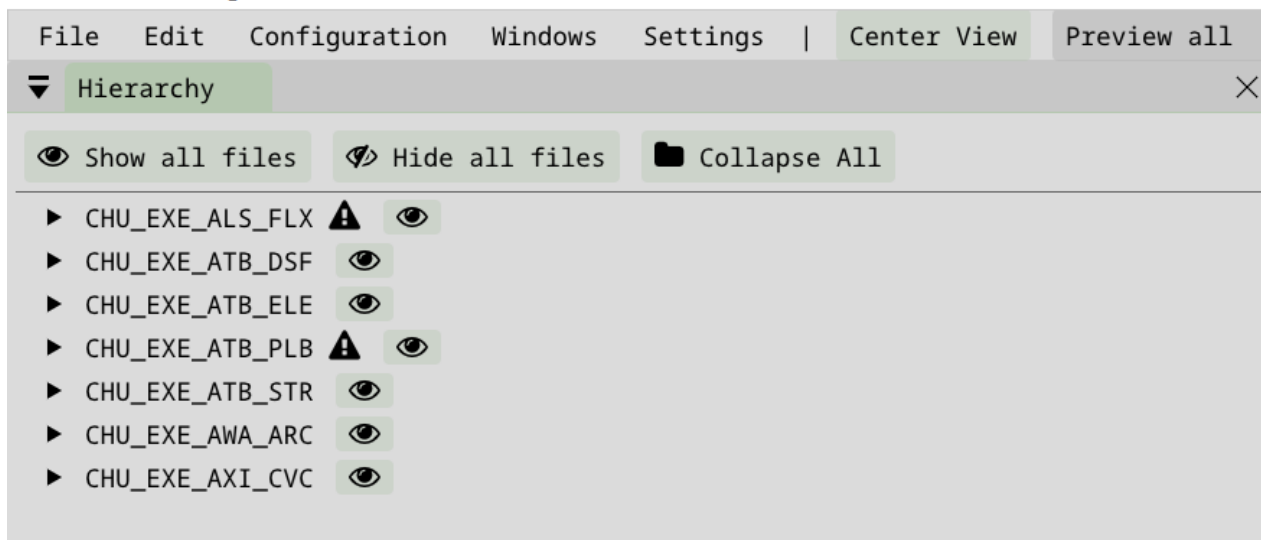 File Edit Configuration Windows Settings | Center View Preview all
Hierarchy
Show all files Hide all files Collapse All
CHU_EXE_ALS_FLX
CHU_EXE_ATB_DSF
CHU_EXE_ATB_ELE
CHU_EXE_ATB_PLB
CHU_EXE_ATB_STR
CHU_EXE_AWA_ARC
CHU_EXE_AXI_CVC